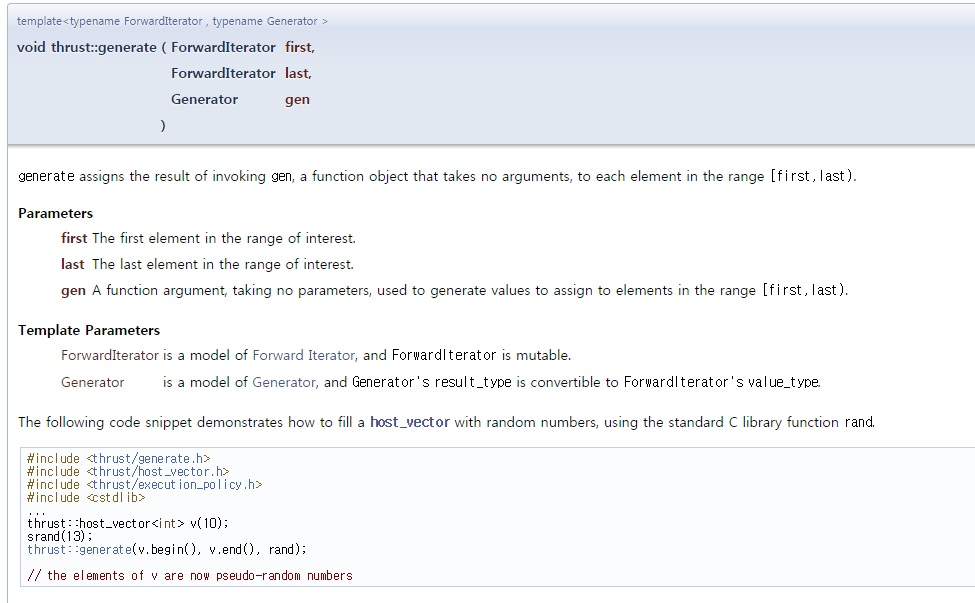 template<typename ForwardIterator , typename Generator >
void thrust::generate ( ForwardIterator first,
ForwardIterator last,
Generator gen
)
generate assigns the result of invoking gen, a function object that takes no arguments, to each element in the range [first,last).
Parameters
first The first element in the range of interest.
last The last element in the range of interest.
gen A function argument, taking no parameters, used to generate values to assign to elements in the range [first,last).
Template Parameters
ForwardIterator is a model of Forward Iterator, and ForwardIterator is mutable.
Generator is a model of Generator, and Generator's result_type is convertible to ForwardIterator's value_type.
The following code snippet demonstrates how to fill a host_vector with random numbers, using the standard C library function rand.
#include <thrust/generate.h>
#include <thrust/host_vector.h>
#include <thrust/execution_policy.h>
#include <cstdlib>
...
thrust::host_vector<int> v(10);
srand(13);
thrust::generate(v.begin(), v.end(), rand);
// the elements of v are now pseudo-random numbers